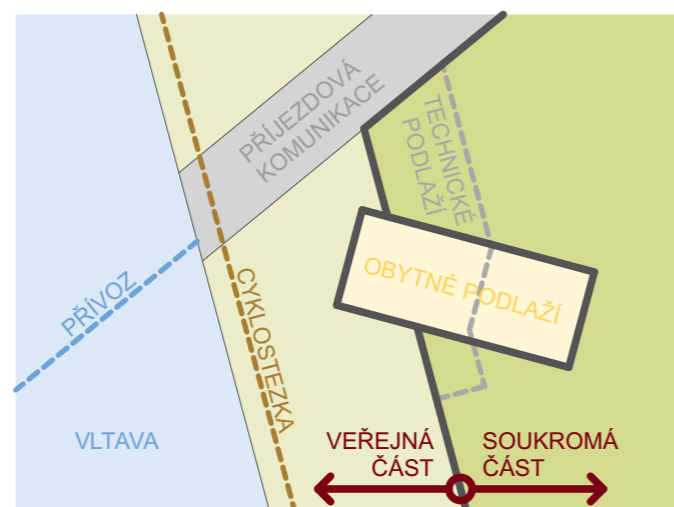 PŘÍJEZDOVÁ
KOMUNIKACE
TECHNICKÉ
PODLAŽÍ
OBYTNÉ PODLAŽÍ
PŘÍVOZ
CYKLOSTEZKA
VLTAVA
VEŘEJNÁ
ČÁST
SOUKROMÁ
ČÁST